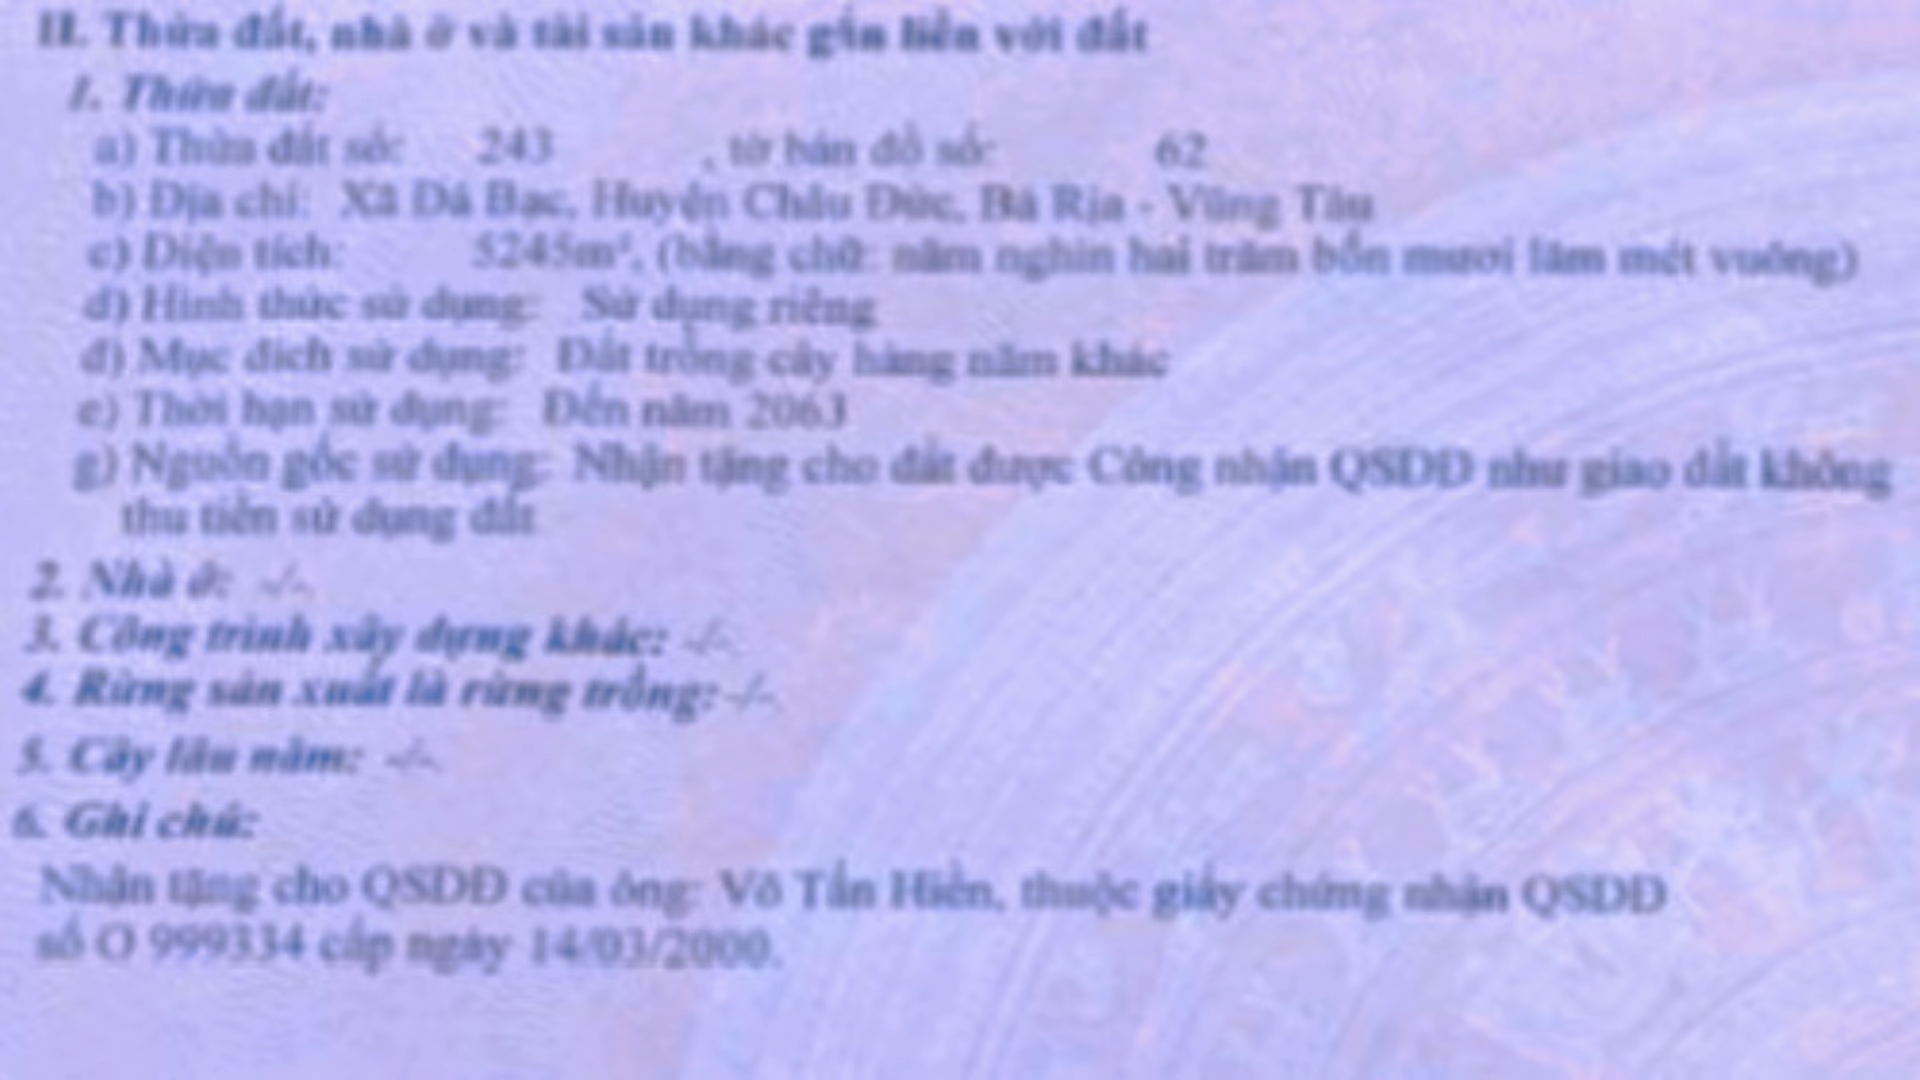 II. Thửa đất, nhà ở và tài sản khác gắn liền với đất
1. Thửa đất:
a) Thửa đất số: 243 , tờ bản đồ số: 62
b) Địa chỉ: Xã Đá Bạc, Huyện Châu Đức, Bà Rịa - Vũng Tàu
c) Diện tích: 5245m², (bằng chữ: năm nghìn hai trăm bốn mươi lăm mét vuông)
d) Hình thức sử dụng: Sử dụng riêng
đ) Mục đích sử dụng: Đất trồng cây hàng năm khác
e) Thời hạn sử dụng: Đến năm 2063
g) Nguồn gốc sử dụng: Nhận tặng cho đất được Công nhận QSDĐ như giao đất không
thu tiền sử dụng đất
2. Nhà ở: -/-.
3. Công trình xây dựng khác: -/-.
4. Rừng sản xuất là rừng trồng: -/-.
5. Cây lâu năm: -/-.
6. Ghi chú:
Nhận tặng cho QSDĐ của ông: Võ Tấn Hiền, thuộc giấy chứng nhận QSDĐ
số O 999334 cấp ngày 14/03/2000.